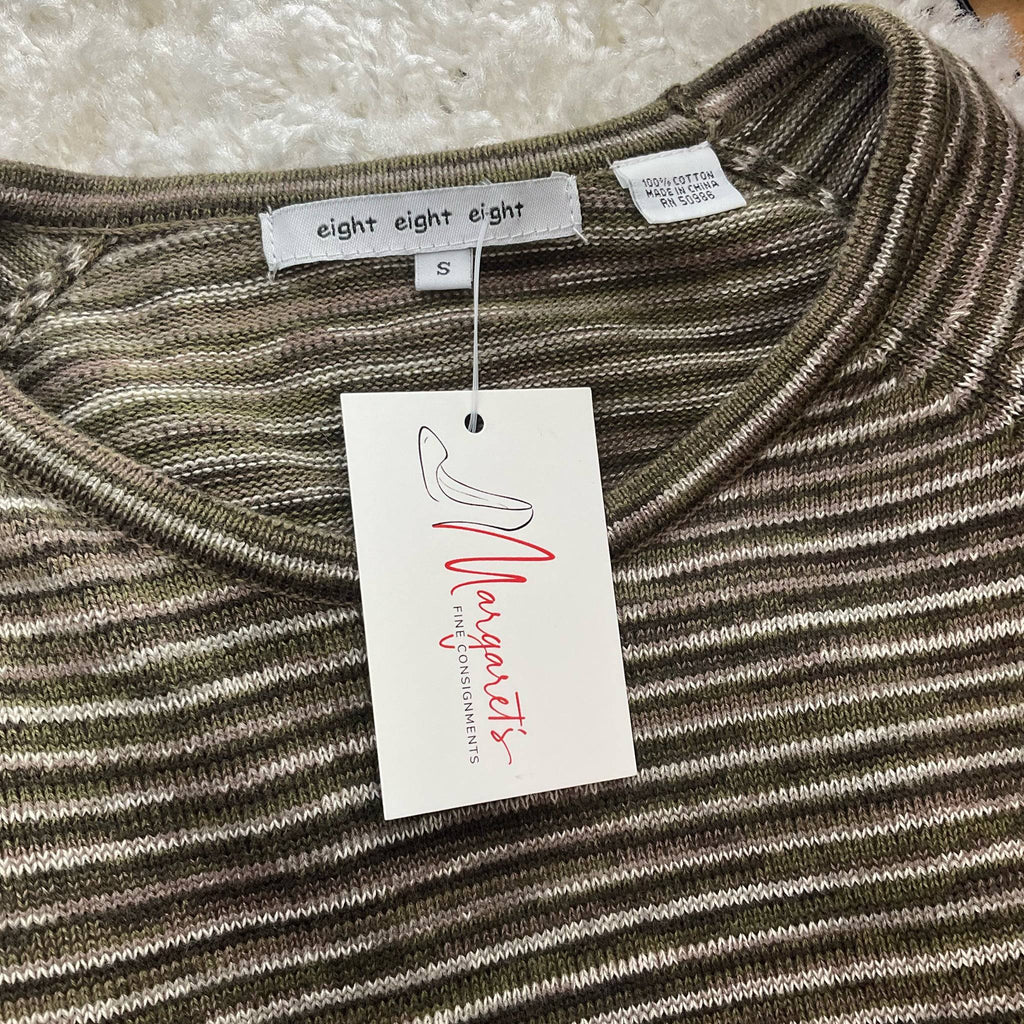 eight eight eight
S
100% COTTON
MADE IN CHINA
RN 50986
Margaret's
FINE CONSIGNMENTS